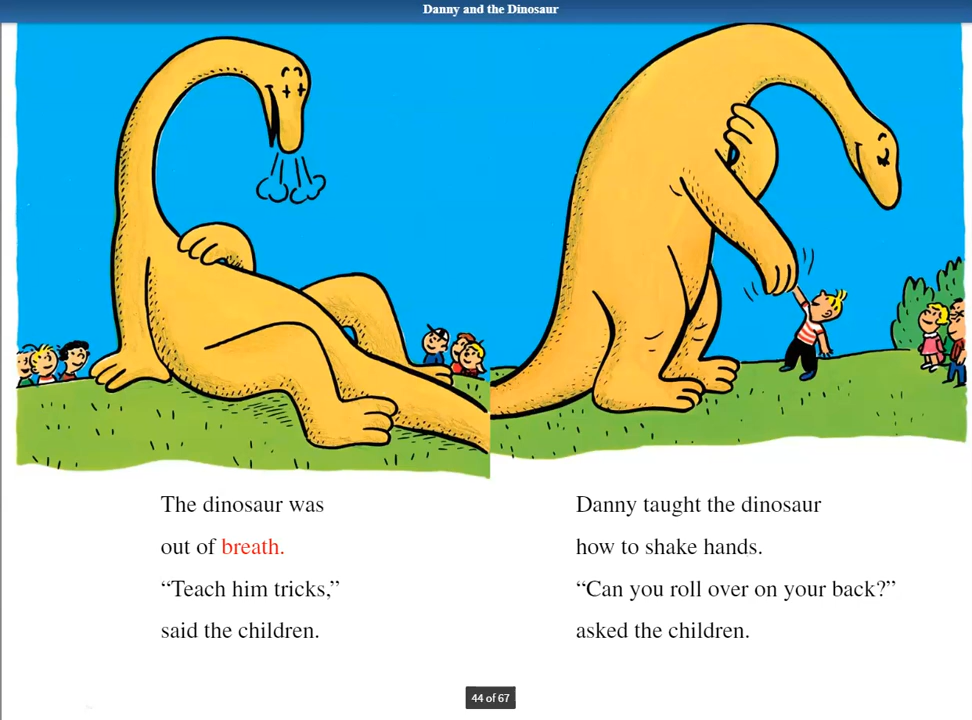 Danny and the Dinosaur
The dinosaur was
out of breath.
“Teach him tricks,”
said the children.
Danny taught the dinosaur
how to shake hands.
“Can you roll over on your back?”
asked the children.
44 of 67